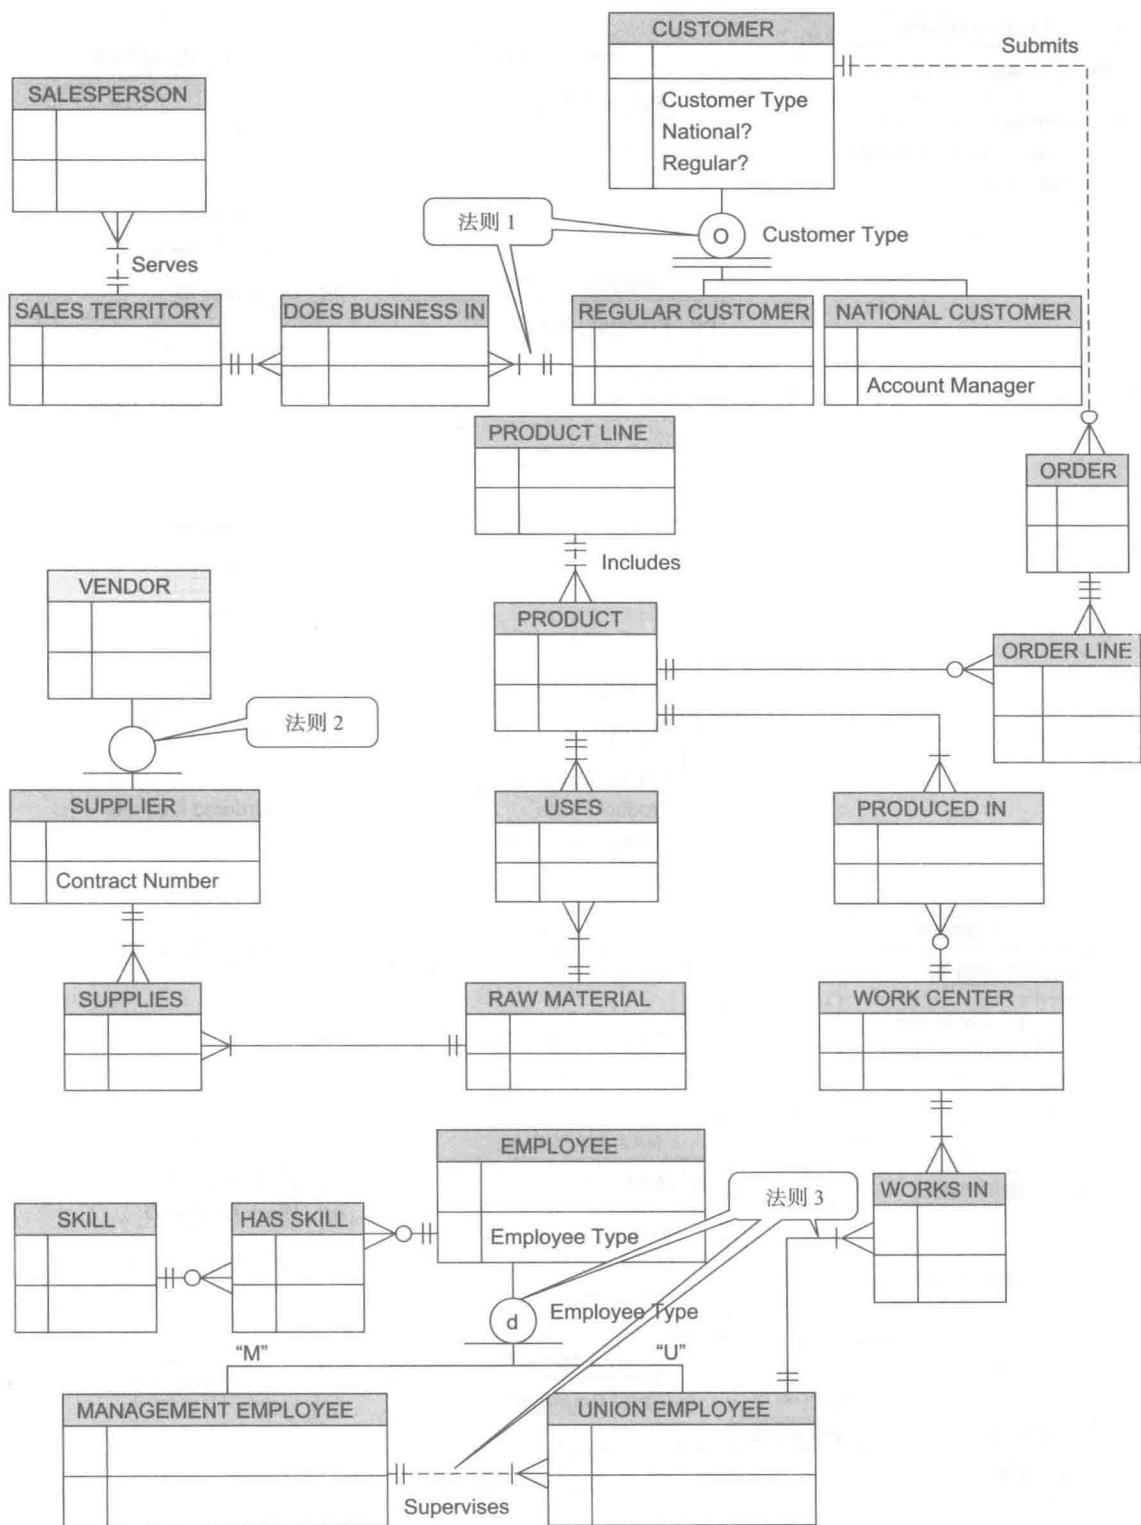 CUSTOMER
Submits
SALESPERSON
Customer Type
National?
Regular?
法则 1
O
Customer Type
Serves
SALES TERRITORY
DOES BUSINESS IN
REGULAR CUSTOMER
NATIONAL CUSTOMER
Account Manager
PRODUCT LINE
ORDER
Includes
VENDOR
PRODUCT
ORDER LINE
法则 2
SUPPLIER
USES
PRODUCED IN
Contract Number
SUPPLIES
RAW MATERIAL
WORK CENTER
EMPLOYEE
法则 3
WORKS IN
SKILL
HAS SKILL
Employee Type
d
Employee Type
“M”
“U”
MANAGEMENT EMPLOYEE
UNION EMPLOYEE
Supervises